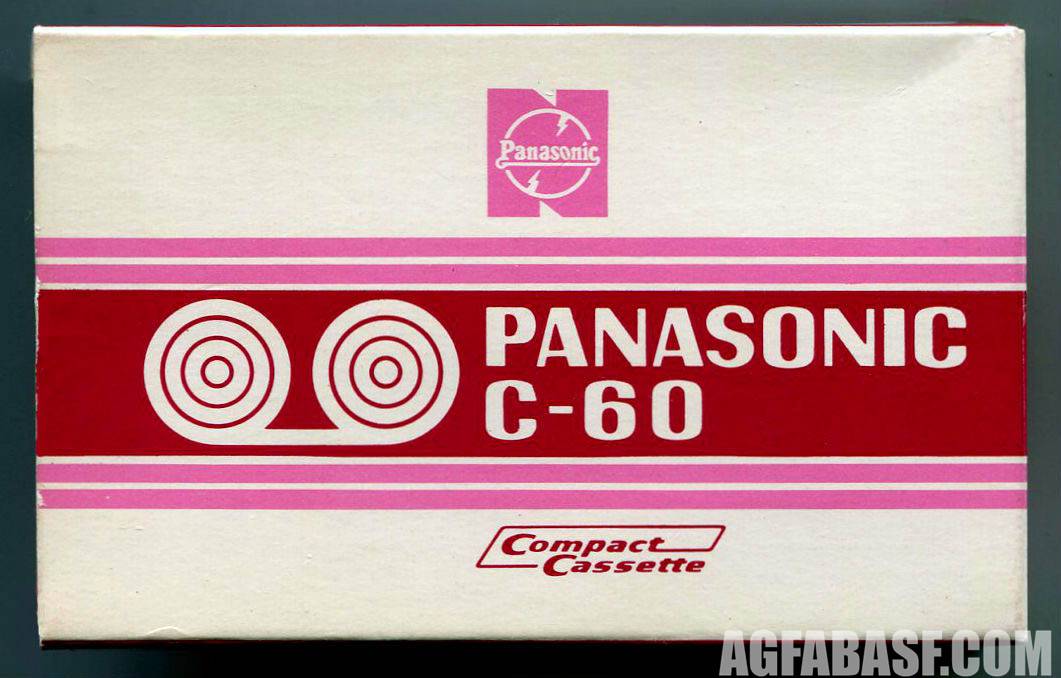 Panasonic
PANASONIC
C-60
Compact
Cassette
AGFABASF.COM